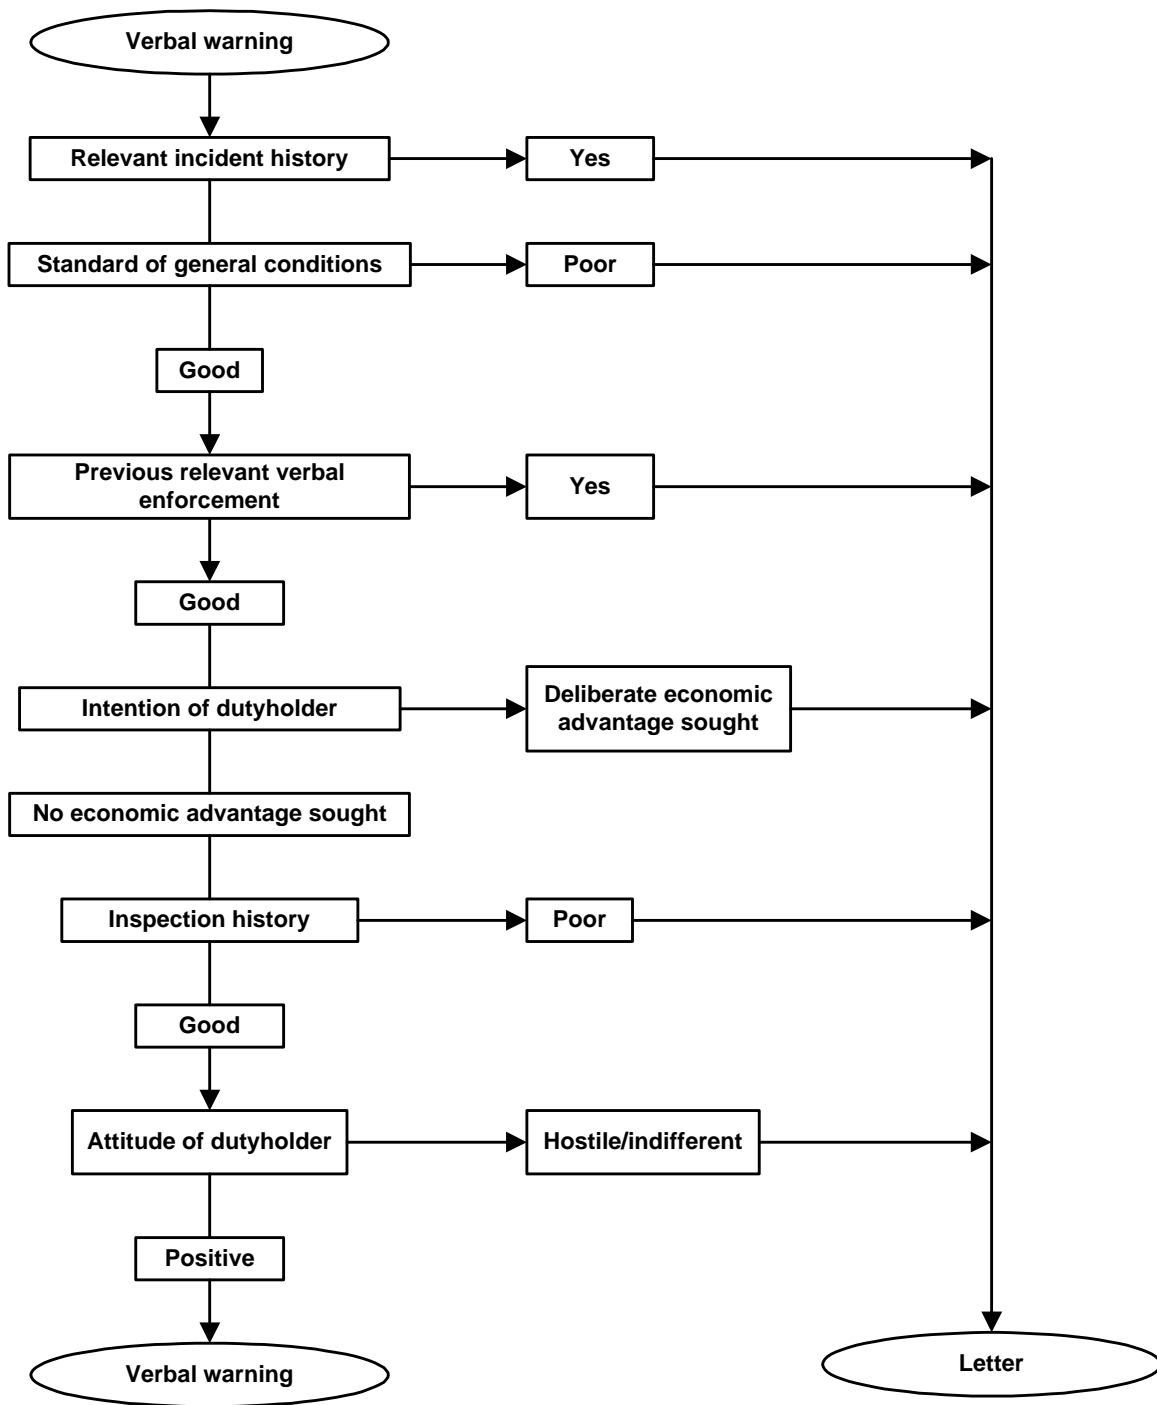 Verbal warning
Relevant incident history
Yes
Standard of general conditions
Poor
Good
Previous relevant verbal
enforcement
Yes
Good
Intention of dutyholder
Deliberate economic
advantage sought
No economic advantage sought
Inspection history
Poor
Good
Attitude of dutyholder
Hostile/indifferent
Positive
Verbal warning
Letter